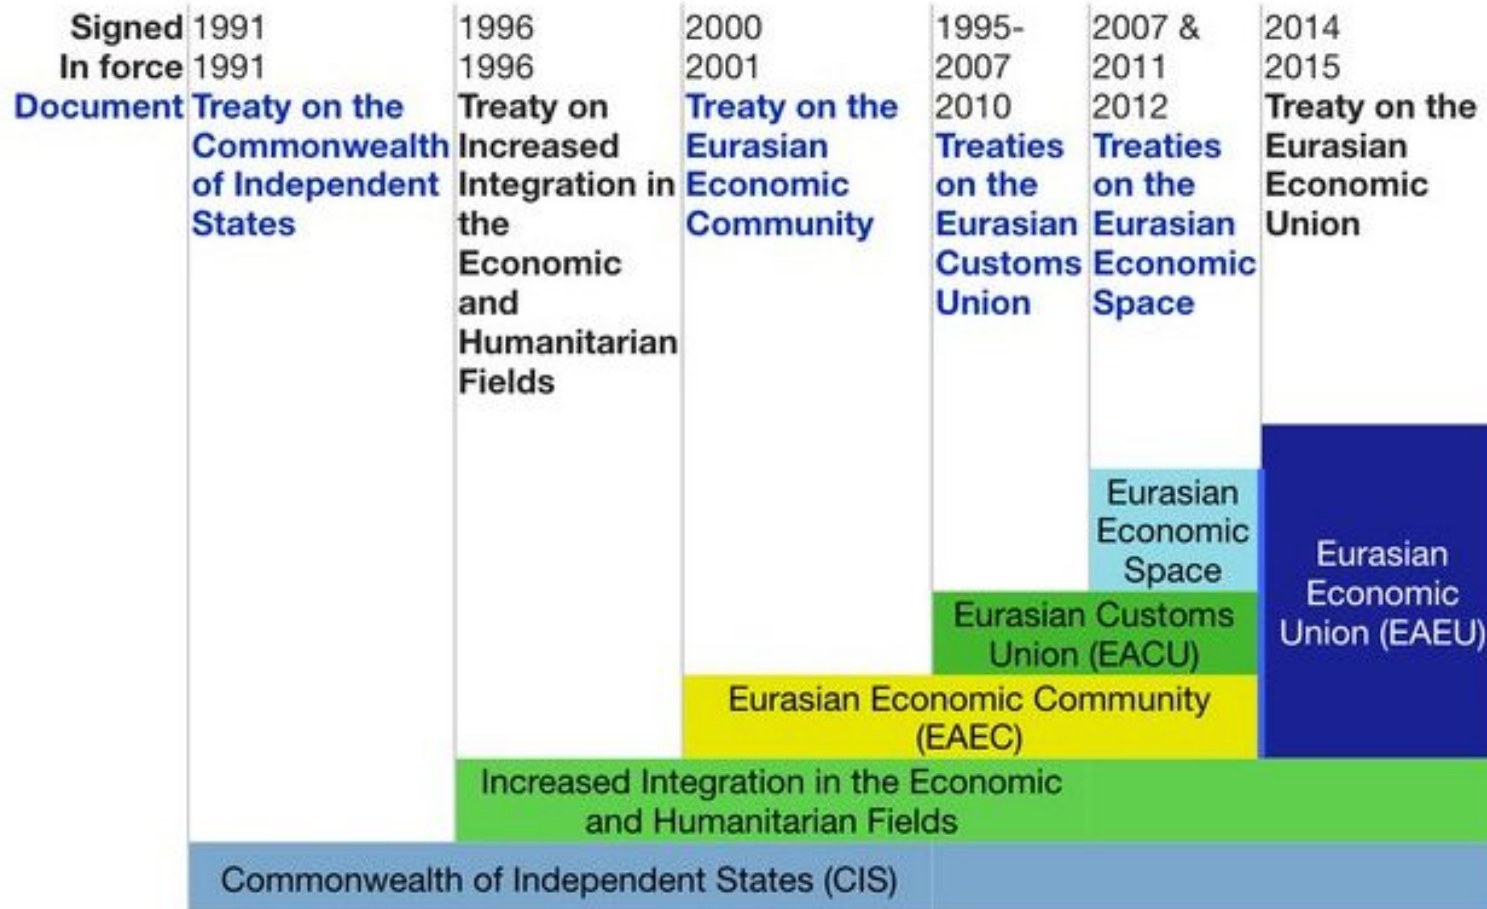 Signed 1991 1996 2000 1995- 2007 & 2014
In force 1991 1996 2001 2007 2011 2015
Document Treaty on the Treaty on Treaty on the 2010 2012 Treaty on the
Commonwealth Increased Eurasian Treaties Treaties Eurasian
of Independent Integration in Economic on the on the Economic
States the Community Eurasian Eurasian Union
Economic Customs Economic
and Union Space
Humanitarian
Fields
Eurasian
Economic
Space
Eurasian
Economic
Union (EAEU)
Eurasian Customs
Union (EACU)
Eurasian Economic Community
(EAEC)
Increased Integration in the Economic
and Humanitarian Fields
Commonwealth of Independent States (CIS)